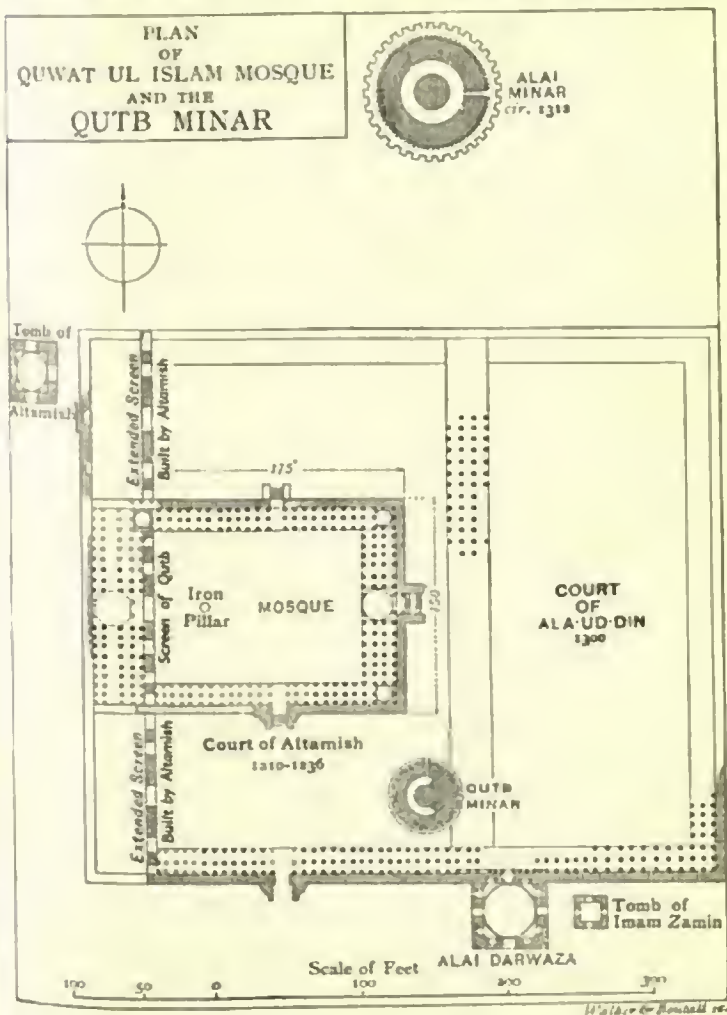 PLAN
OF
QUWAT UL ISLAM MOSQUE
AND THE
QUTB MINAR
ALAI
MINAR
cir. 1312
Tomb of
Altamish
Extended Screen
Built by Altamish
175'
Screen of Qutb
Iron
Pillar
MOSQUE
150
COURT
OF
ALA-UD-DIN
1300
Extended Screen
Built by Altamish
Court of Altamish
1210-1236
QUTB
MINAR
Tomb of
Imam Zamin
ALAI DARWAZA
Scale of Feet
100 50 0 100 200 300
Walker &